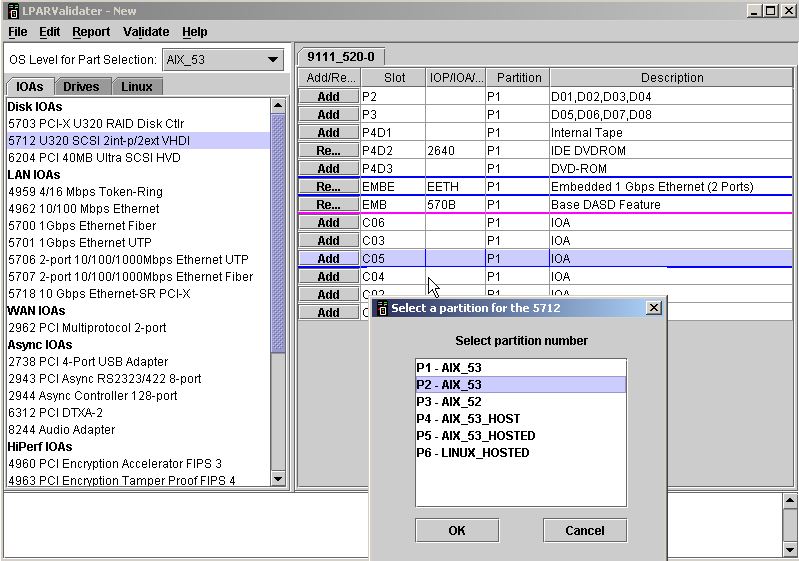 LPARValidater - New
File Edit Report Validate Help
OS Level for Part Selection: AIX_53
IOAs Drives Linux
Disk IOAs
5703 PCI-X U320 RAID Disk Ctlr
5712 U320 SCSI 2int-p/2ext VHDI
6204 PCI 40MB Ultra SCSI HVD
LAN IOAs
4959 4/16 Mbps Token-Ring
4962 10/100 Mbps Ethernet
5700 1Gbps Ethernet Fiber
5701 1Gbps Ethernet UTP
5706 2-port 10/100/1000Mbps Ethernet UTP
5707 2-port 10/100/1000Mbps Ethernet Fiber
5718 10 Gbps Ethernet-SR PCI-X
WAN IOAs
2962 PCI Multiprotocol 2-port
Async IOAs
2738 PCI 4-Port USB Adapter
2943 PCI Async RS2323/422 8-port
2944 Async Controller 128-port
6312 PCI DTXA-2
8244 Audio Adapter
HiPerf IOAs
4960 PCI Encryption Accelerator FIPS 3
4963 PCI Encryption Tamper Proof FIPS 4
9111_520-0
Add/Re... Slot IOP/IOA/... Partition Description
Add P2 P1 D01,D02,D03,D04
Add P3 P1 D05,D06,D07,D08
Add P4D1 P1 Internal Tape
Re... P4D2 2640 P1 IDE DVDROM
Add P4D3 P1 DVD-ROM
Re... EMBE EETH P1 Embedded 1 Gbps Ethernet (2 Ports)
Re... EMB 570B P1 Base DASD Feature
Add C06 P1 IOA
Add C03 P1 IOA
Add C05 P1 IOA
Add C04 P1 IOA
Add C02 P1 IOA
Add
Select a partition for the 5712
Select partition number
P1 - AIX_53
P2 - AIX_53
P3 - AIX_52
P4 - AIX_53_HOST
P5 - AIX_53_HOSTED
P6 - LINUX_HOSTED
OK Cancel